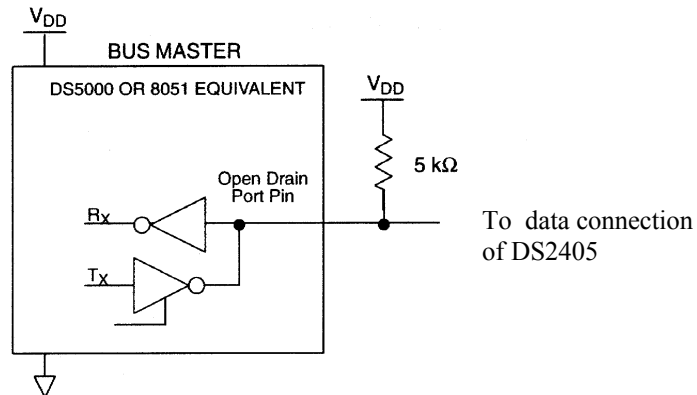 VDD
BUS MASTER
DS5000 OR 8051 EQUIVALENT
VDD
5 kΩ
Open Drain
Port Pin
RX
TX
To data connection
of DS2405